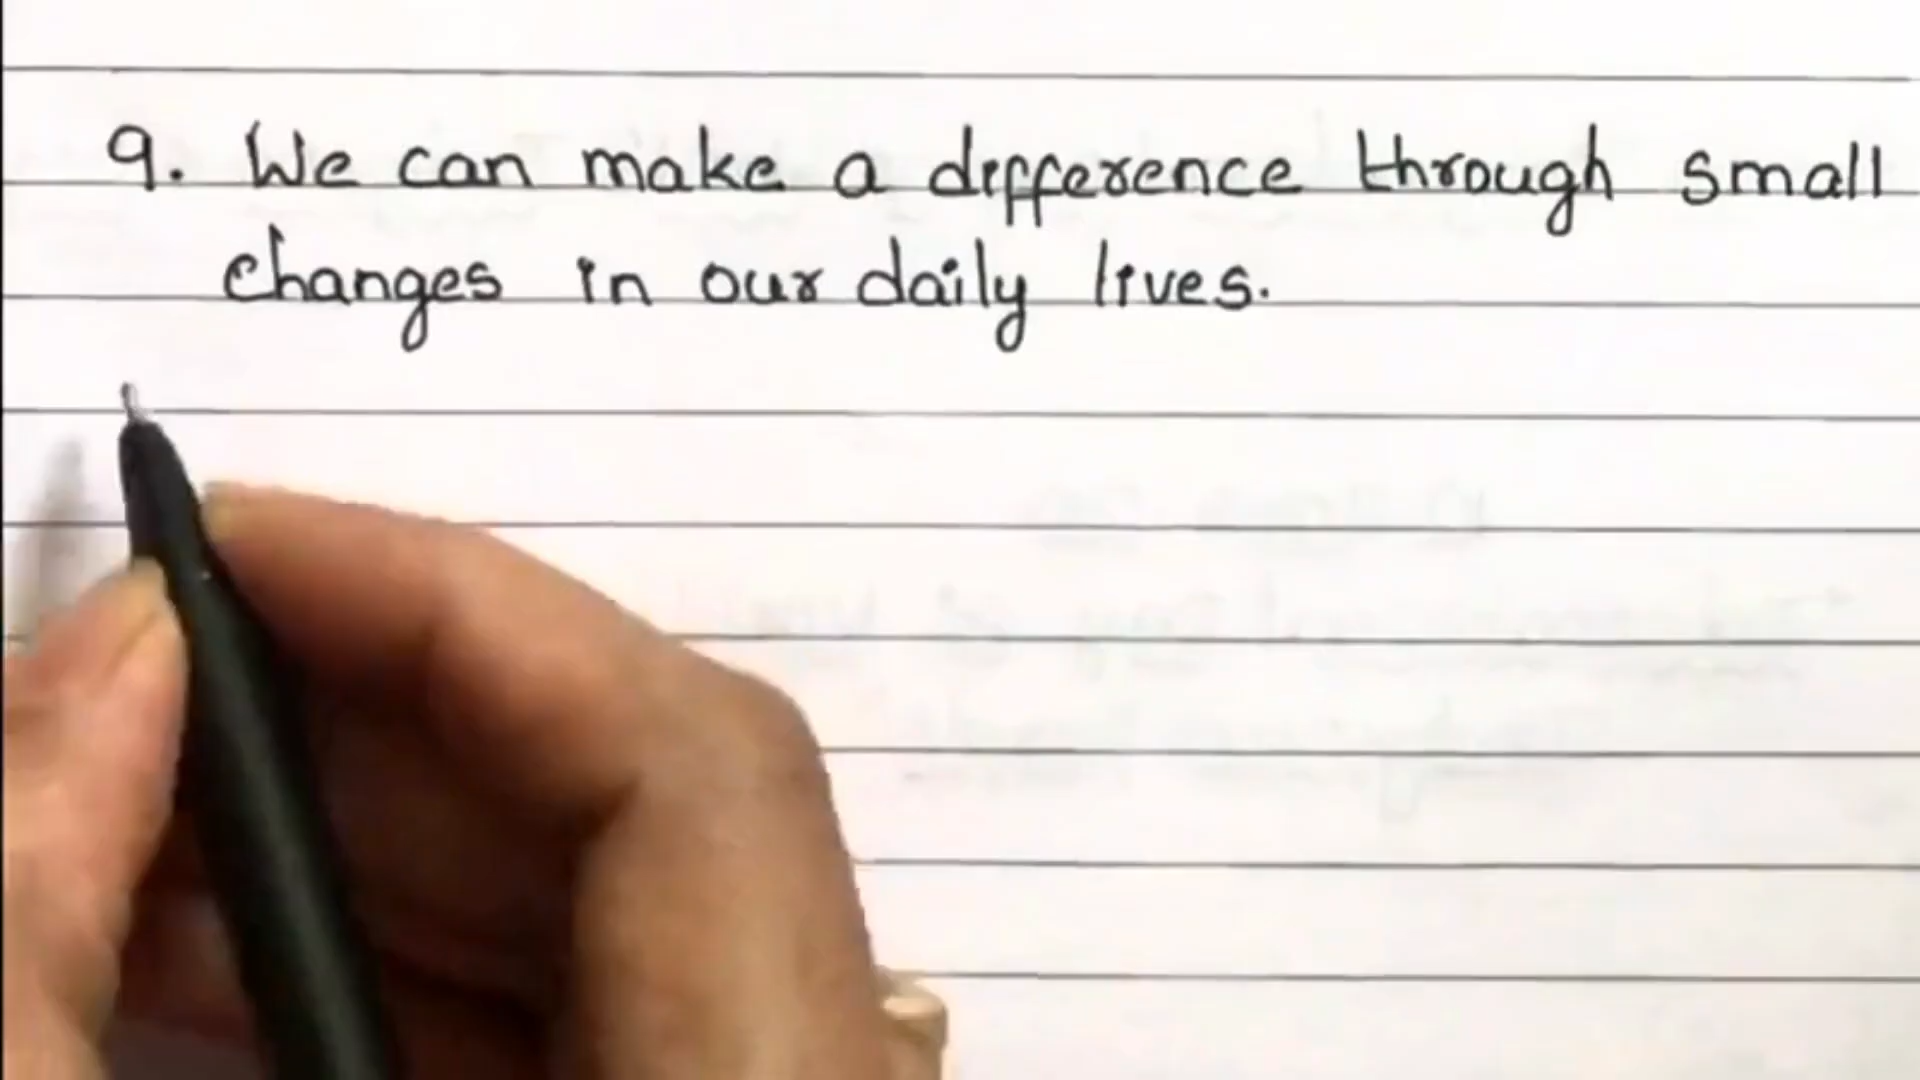 9. We can make a difference through small
changes in our daily lives.